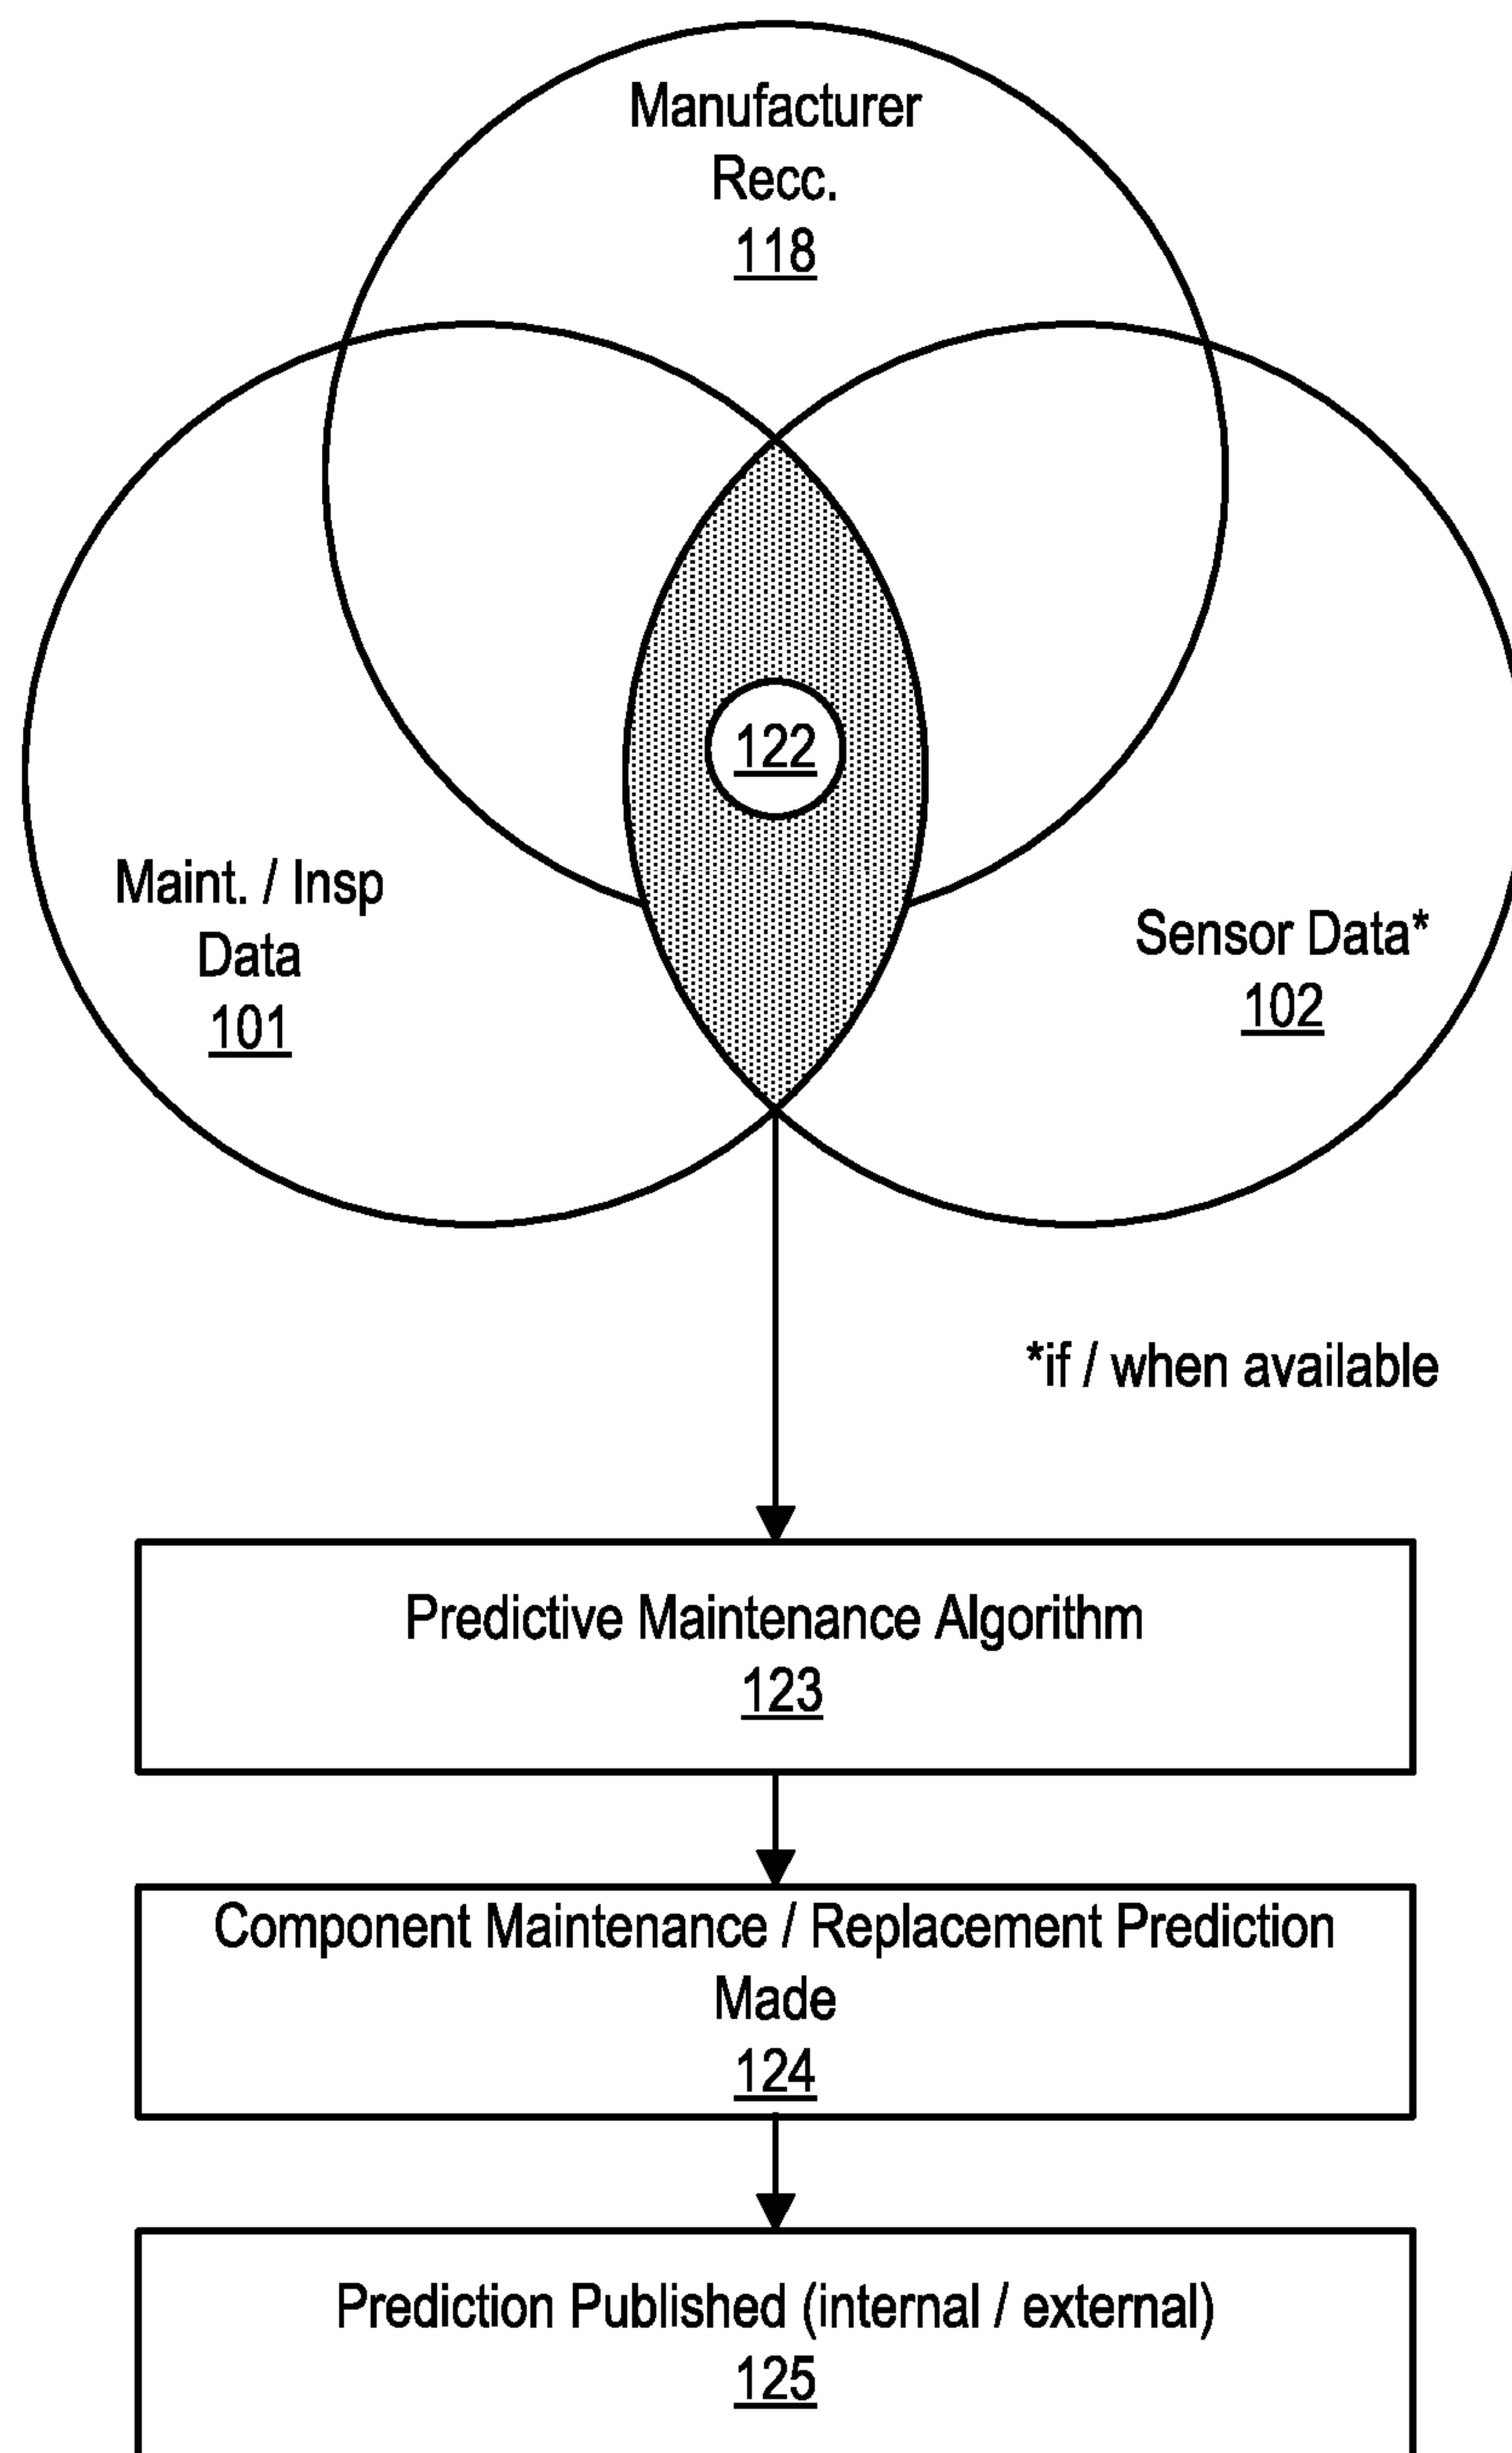 Manufacturer
Recc.
118
122
Maint. / Insp
Data
101
Sensor Data*
102
*if / when available
Predictive Maintenance Algorithm
123
Component Maintenance / Replacement Prediction
Made
124
Prediction Published (internal / external)
125